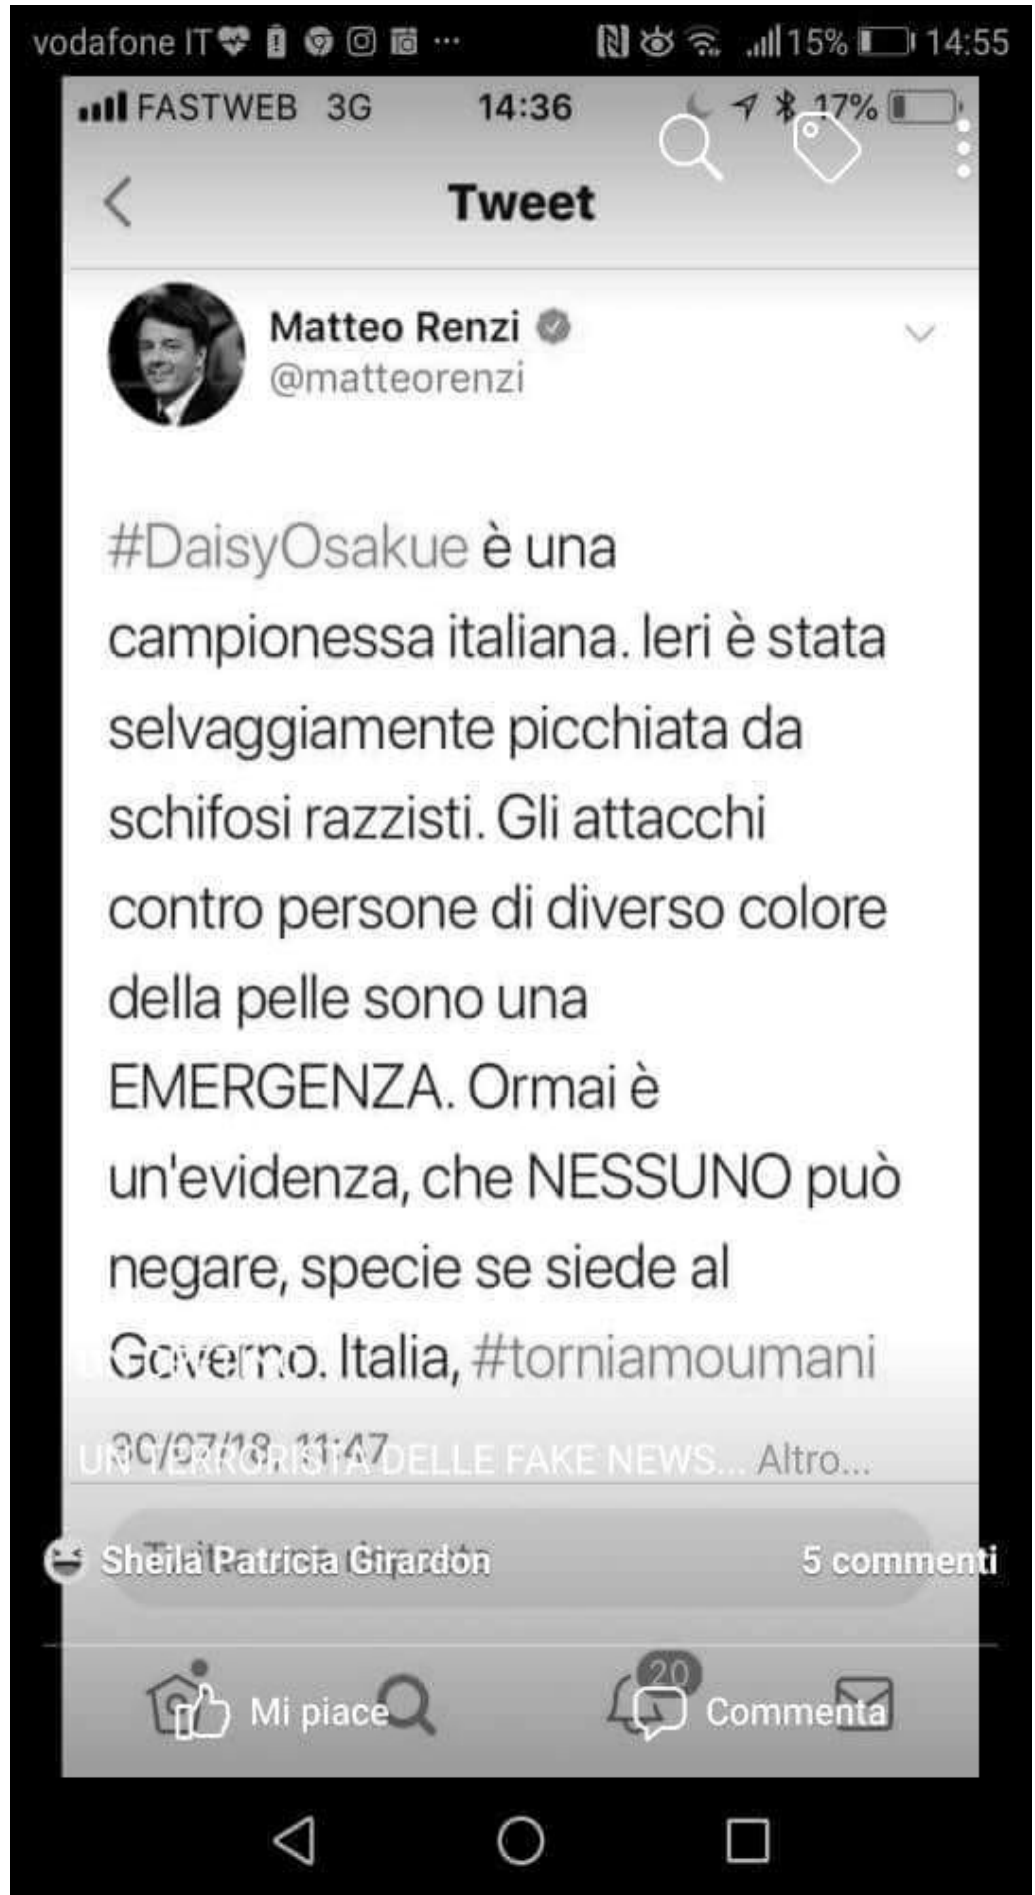 vodafone IT ... 15% 14:55
FASTWEB 3G 14:36 17%
Tweet
Matteo Renzi
@matteorenzi
#DaisyOsakue è una
campionessa italiana. Ieri è stata
selvaggiamente picchiata da
schifosi razzisti. Gli attacchi
contro persone di diverso colore
della pelle sono una
EMERGENZA. Ormai è
un'evidenza, che NESSUNO può
negare, specie se siede al
Governo. Italia, #torniamoumani
30/07/18, 11:47
UN TERRORISTA DELLE FAKE NEWS... Altro...
Sheila Patricia Girardon 5 commenti
20
Mi piace Commenta